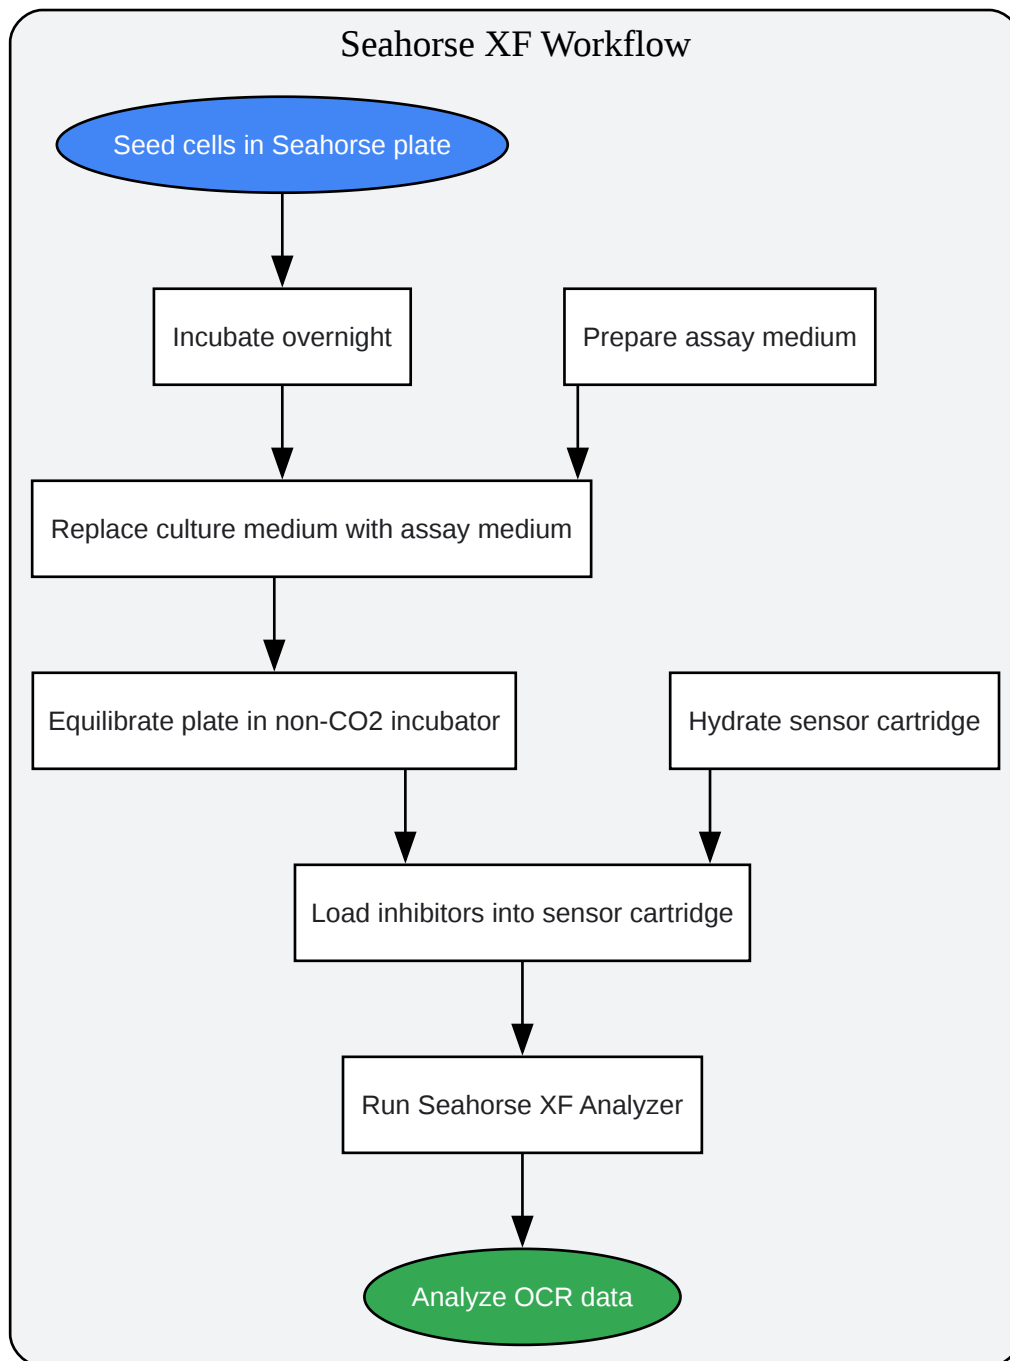 Seahorse XF Workflow
Seed cells in Seahorse plate
Incubate overnight
Prepare assay medium
Replace culture medium with assay medium
Equilibrate plate in non-CO2 incubator
Hydrate sensor cartridge
Load inhibitors into sensor cartridge
Run Seahorse XF Analyzer
Analyze OCR data